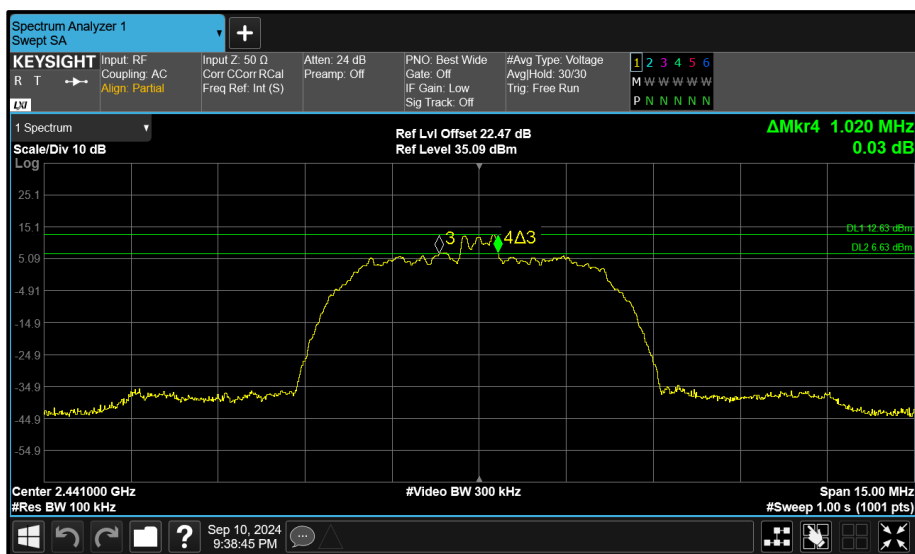 Spectrum Analyzer 1
Swept SA
+
KEYSIGHT
R T
LXI
Input: RF
Coupling: AC
Align: Partial
Input Z: 50 Ω
Corr CCorr RCal
Freq Ref: Int (S)
Atten: 24 dB
Preamp: Off
PNO: Best Wide
Gate: Off
IF Gain: Low
Sig Track: Off
#Avg Type: Voltage
Avg|Hold: 30/30
Trig: Free Run
1 2 3 4 5 6
M W W W W W
P N N N N N
1 Spectrum
Scale/Div 10 dB
Ref Lvl Offset 22.47 dB
Ref Level 35.09 dBm
ΔMkr4 1.020 MHz
0.03 dB
Log
25.1
15.1
5.09
-4.91
-14.9
-24.9
-34.9
-44.9
-54.9
3
4Δ3
DL1 12.63 dBm
DL2 6.63 dBm
Center 2.441000 GHz
#Res BW 100 kHz
#Video BW 300 kHz
Span 15.00 MHz
#Sweep 1.00 s (1001 pts)
?
Sep 10, 2024
9:38:45 PM